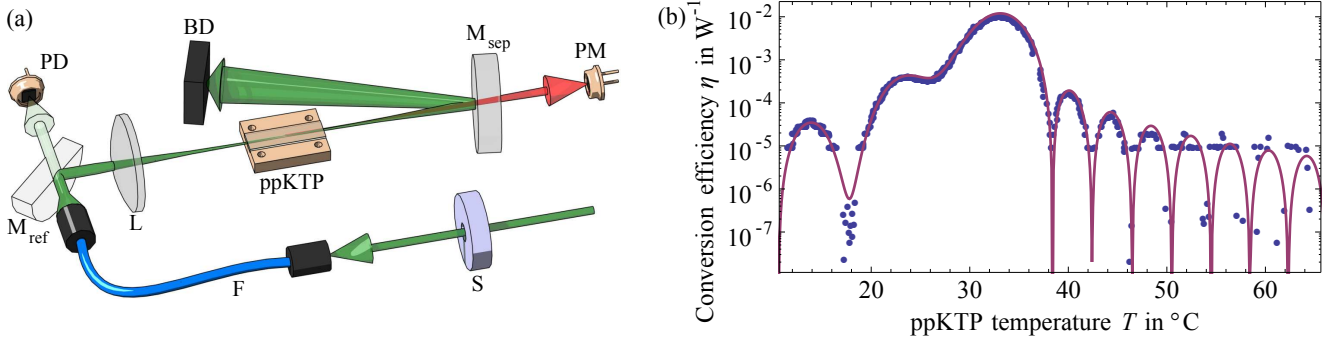 (a)
BD
M_sep
PM
PD
ppKTP
M_ref
L
F
S
(b)
Conversion efficiency η in W⁻¹
10⁻²
10⁻³
10⁻⁴
10⁻⁵
10⁻⁶
10⁻⁷
20 30 40 50 60
ppKTP temperature T in °C